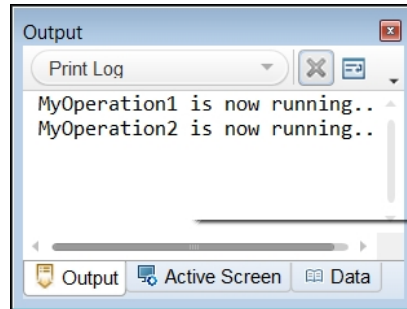 Output
Print Log
MyOperation1 is now running..
MyOperation2 is now running..
Output Active Screen Data